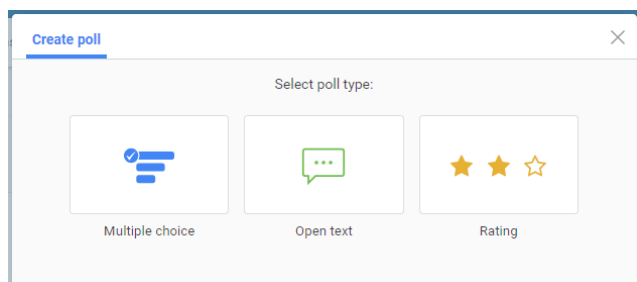 Create poll
Select poll type:
Multiple choice
Open text
Rating